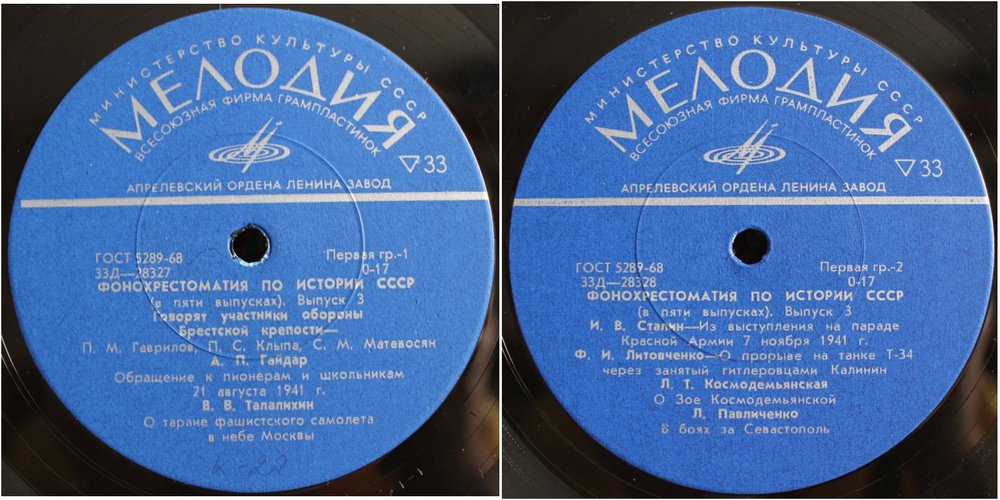 МИНИСТЕРСТВО КУЛЬТУРЫ СССР
МЕЛОДИЯ
ВСЕСОЮЗНАЯ ФИРМА ГРАМПЛАСТИНОК
▽33
АПРЕЛЕВСКИЙ ОРДЕНА ЛЕНИНА ЗАВОД
ГОСТ 5289-68 Первая гр.-1
33Д—28327 0-17
ФОНОХРЕСТОМАТИЯ ПО ИСТОРИИ СССР
(в пяти выпусках). Выпуск 3
Говорят участники обороны
Брестской крепости—
П. М. Гаврилов, П. С. Клыпа, С. М. Матевосян
А. П. Гайдар
Обращение к пионерам и школьникам
21 августа 1941 г.
В. В. Талалихин
О таране фашистского самолета
в небе Москвы
МИНИСТЕРСТВО КУЛЬТУРЫ СССР
МЕЛОДИЯ
ВСЕСОЮЗНАЯ ФИРМА ГРАМПЛАСТИНОК
▽33
АПРЕЛЕВСКИЙ ОРДЕНА ЛЕНИНА ЗАВОД
ГОСТ 5289-68 Первая гр.-2
33Д—28328 0-17
ФОНОХРЕСТОМАТИЯ ПО ИСТОРИИ СССР
(в пяти выпусках). Выпуск 3
И. В. Сталин—Из выступления на параде
Красной Армии 7 ноября 1941 г.
Ф. И. Литовченко—О прорыве на танке Т-34
через занятый гитлеровцами Калинин
Л. Т. Космодемьянская
О Зое Космодемьянской
Л. Павличенко
В боях за Севастополь